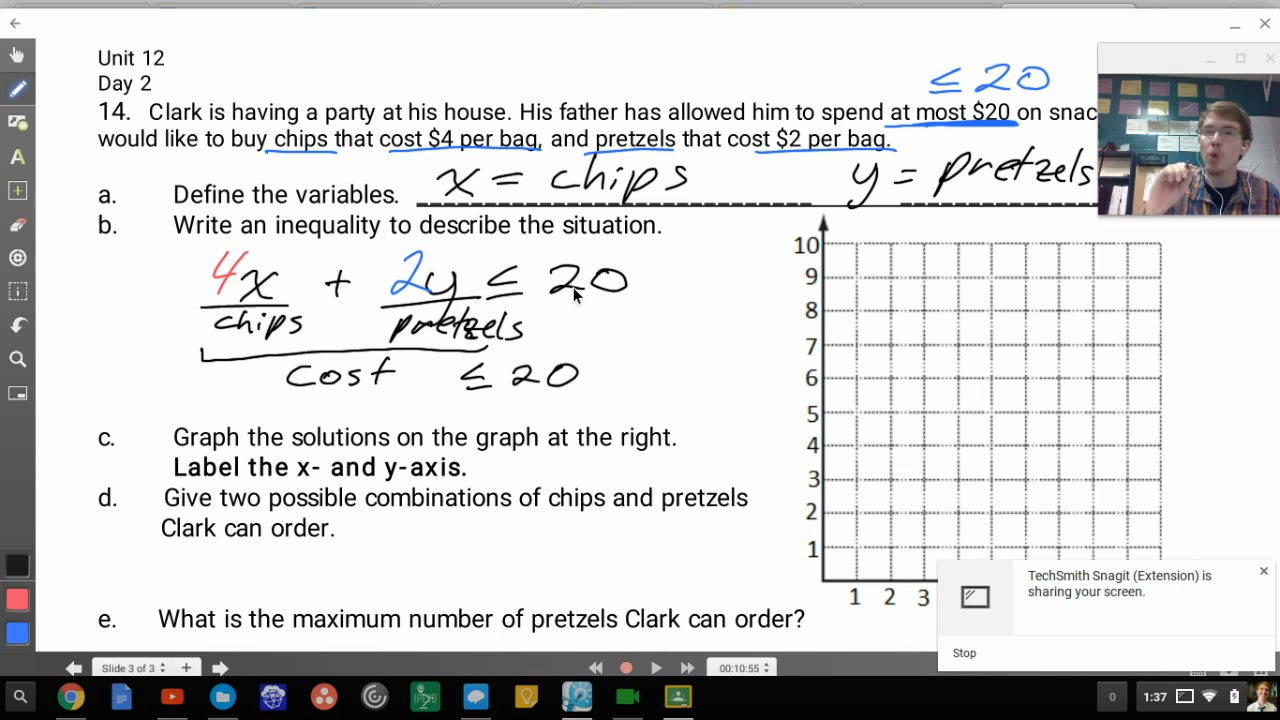 Unit 12
Day 2
≤ 20
14. Clark is having a party at his house. His father has allowed him to spend at most $20 on snac
would like to buy chips that cost $4 per bag, and pretzels that cost $2 per bag.
a. Define the variables. x = chips y = pretzels
b. Write an inequality to describe the situation.
4x + 2y ≤ 20
chips pretzels
cost ≤ 20
c. Graph the solutions on the graph at the right.
Label the x- and y-axis.
d. Give two possible combinations of chips and pretzels
Clark can order.
e. What is the maximum number of pretzels Clark can order?
10
9
8
7
6
5
4
3
2
1
1 2 3
TechSmith Snagit (Extension) is
sharing your screen.
Stop
Slide 3 of 3
00:10:55
0 1:37